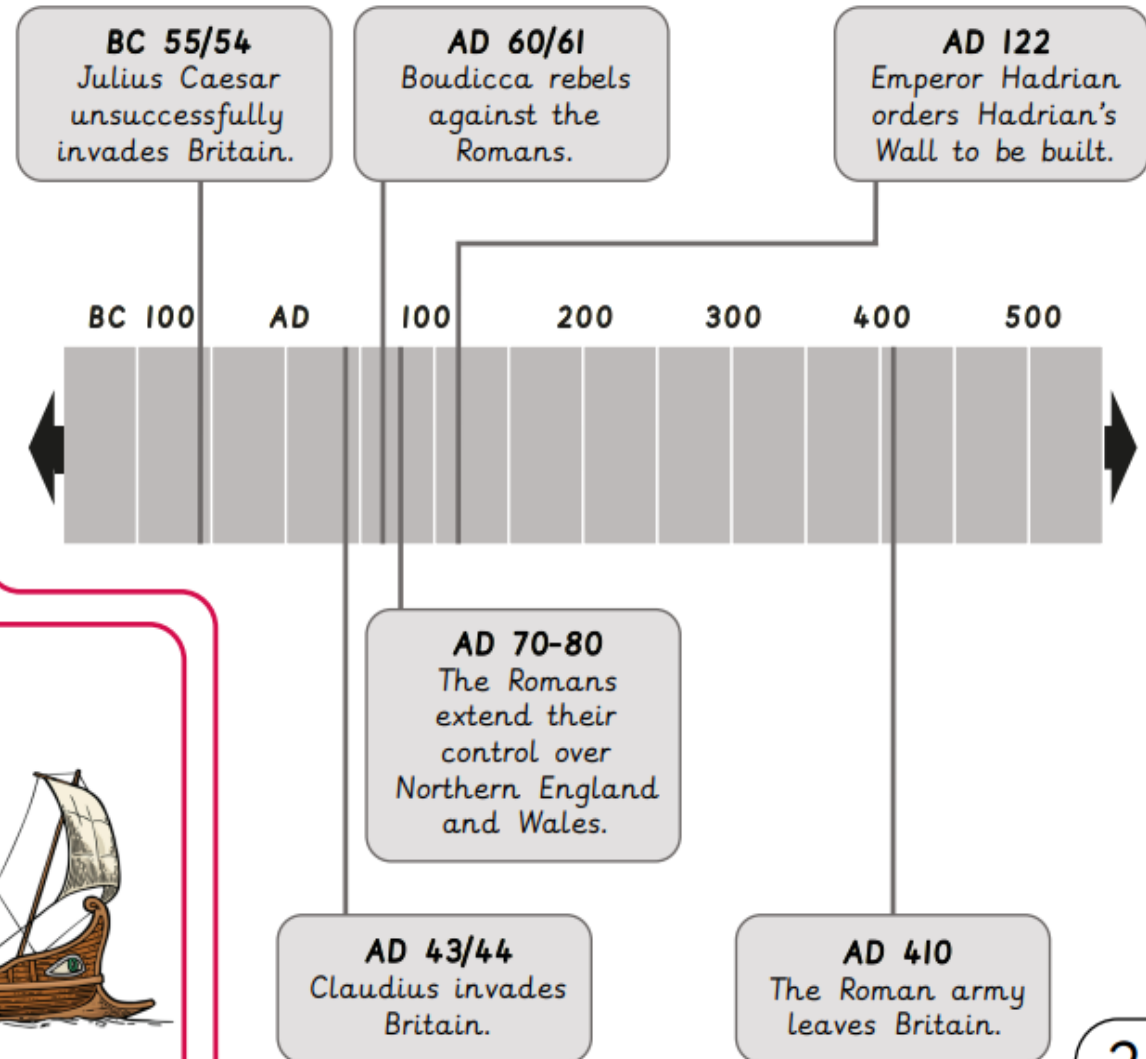 BC 55/54
Julius Caesar
unsuccessfully
invades Britain.
AD 60/61
Boudicca rebels
against the
Romans.
AD 122
Emperor Hadrian
orders Hadrian's
Wall to be built.
BC 100 AD 100 200 300 400 500
AD 70-80
The Romans
extend their
control over
Northern England
and Wales.
AD 43/44
Claudius invades
Britain.
AD 410
The Roman army
leaves Britain.